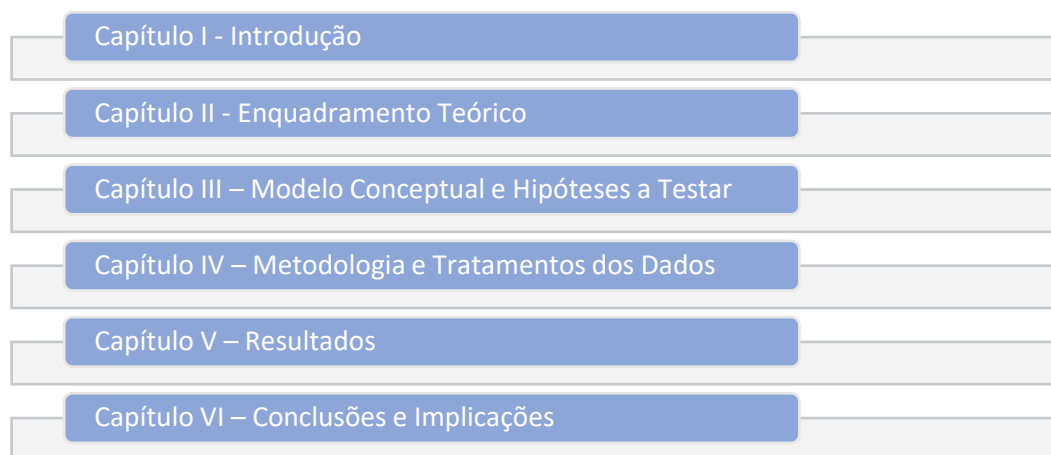 Capítulo I - Introdução
Capítulo II - Enquadramento Teórico
Capítulo III – Modelo Conceptual e Hipóteses a Testar
Capítulo IV – Metodologia e Tratamentos dos Dados
Capítulo V – Resultados
Capítulo VI – Conclusões e Implicações